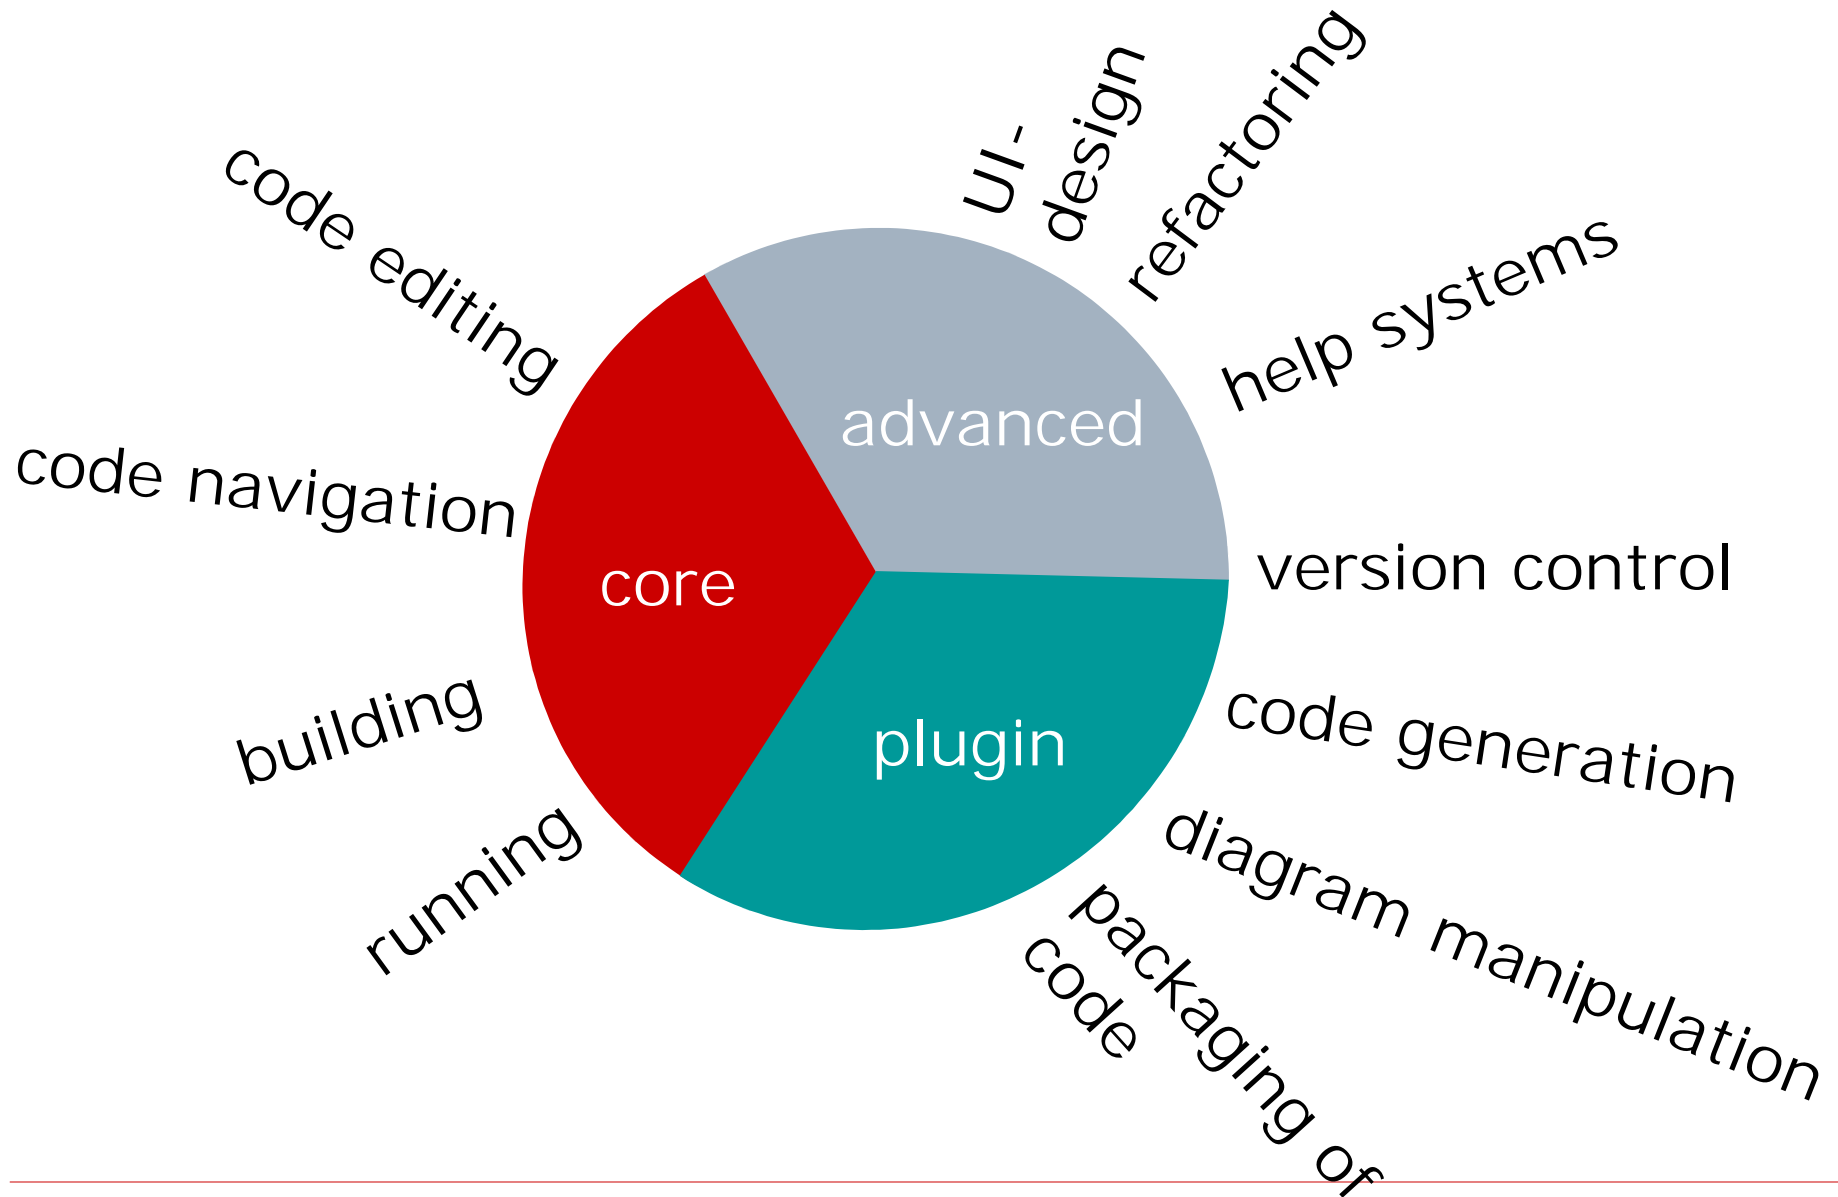 UI-
design
refactoring
help systems
version control
code generation
diagram manipulation
packaging of
code
running
building
code navigation
code editing
advanced
core
plugin